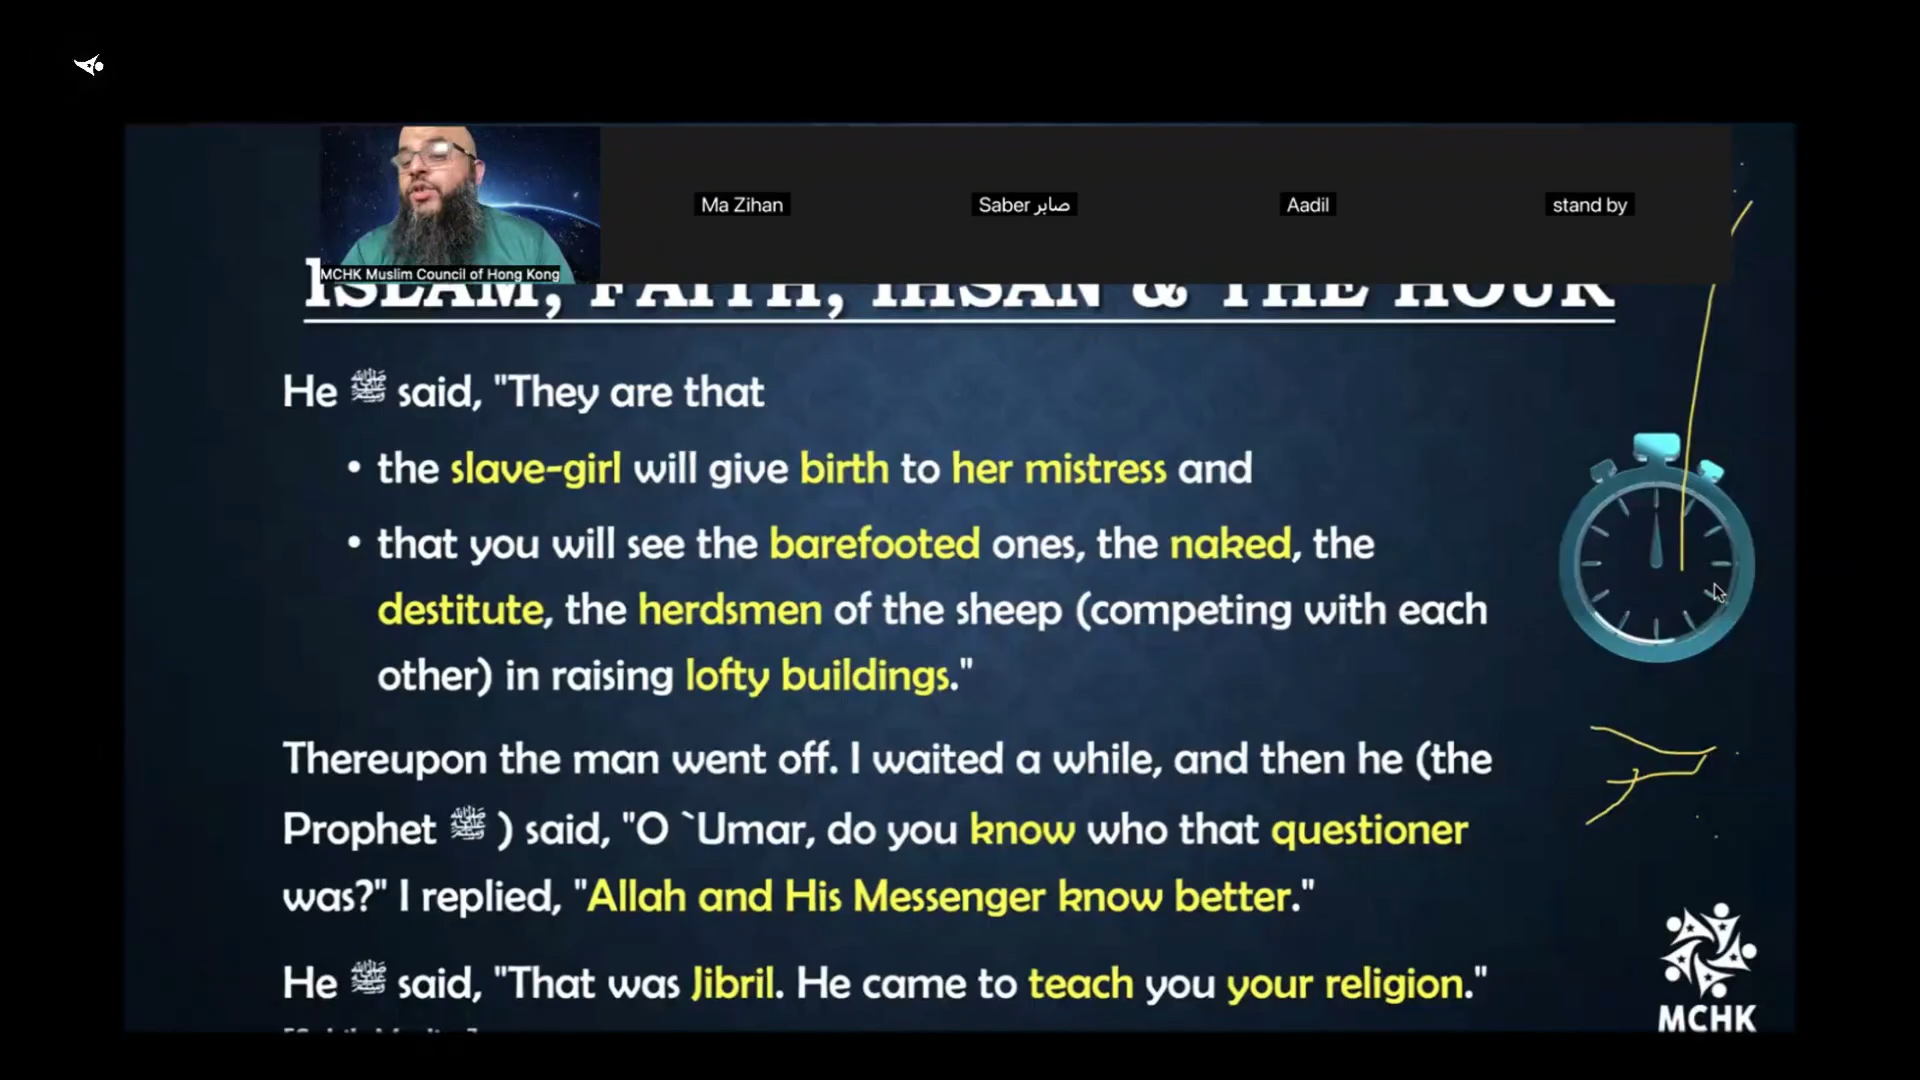 Ma Zihan
Saber صابر
Aadil
stand by
MCHK Muslim Council of Hong Kong
ISLAM, FAITH, IHSAN & THE HOUR
He ﷺ said, "They are that
• the slave-girl will give birth to her mistress and
• that you will see the barefooted ones, the naked, the
destitute, the herdsmen of the sheep (competing with each
other) in raising lofty buildings."
Thereupon the man went off. I waited a while, and then he (the
Prophet ﷺ ) said, "O `Umar, do you know who that questioner
was?" I replied, "Allah and His Messenger know better."
He ﷺ said, "That was Jibril. He came to teach you your religion."
MCHK